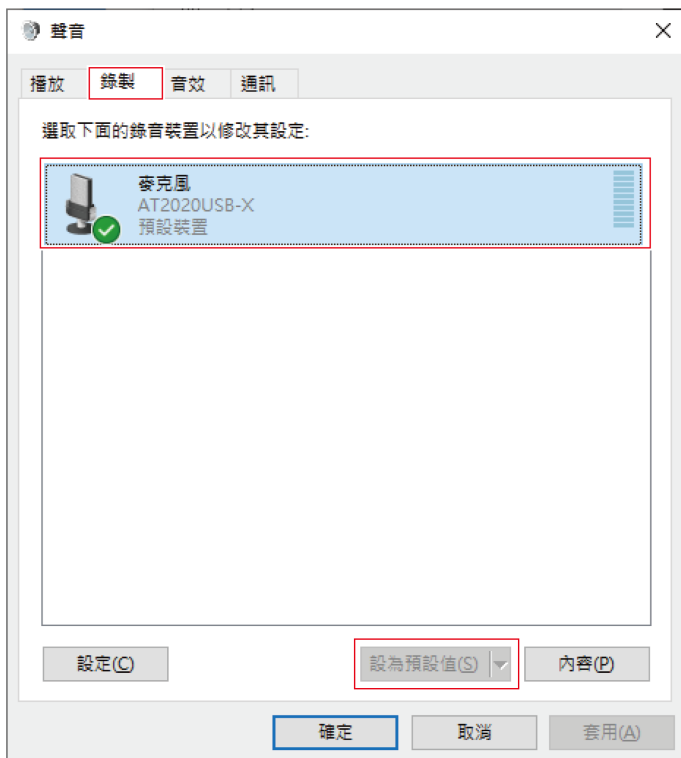 聲音
播放 錄製 音效 通訊
選取下面的錄音裝置以修改其設定:
麥克風
AT2020USB-X
預設裝置
設定(C) 設為預設值(S) 內容(P)
確定 取消 套用(A)